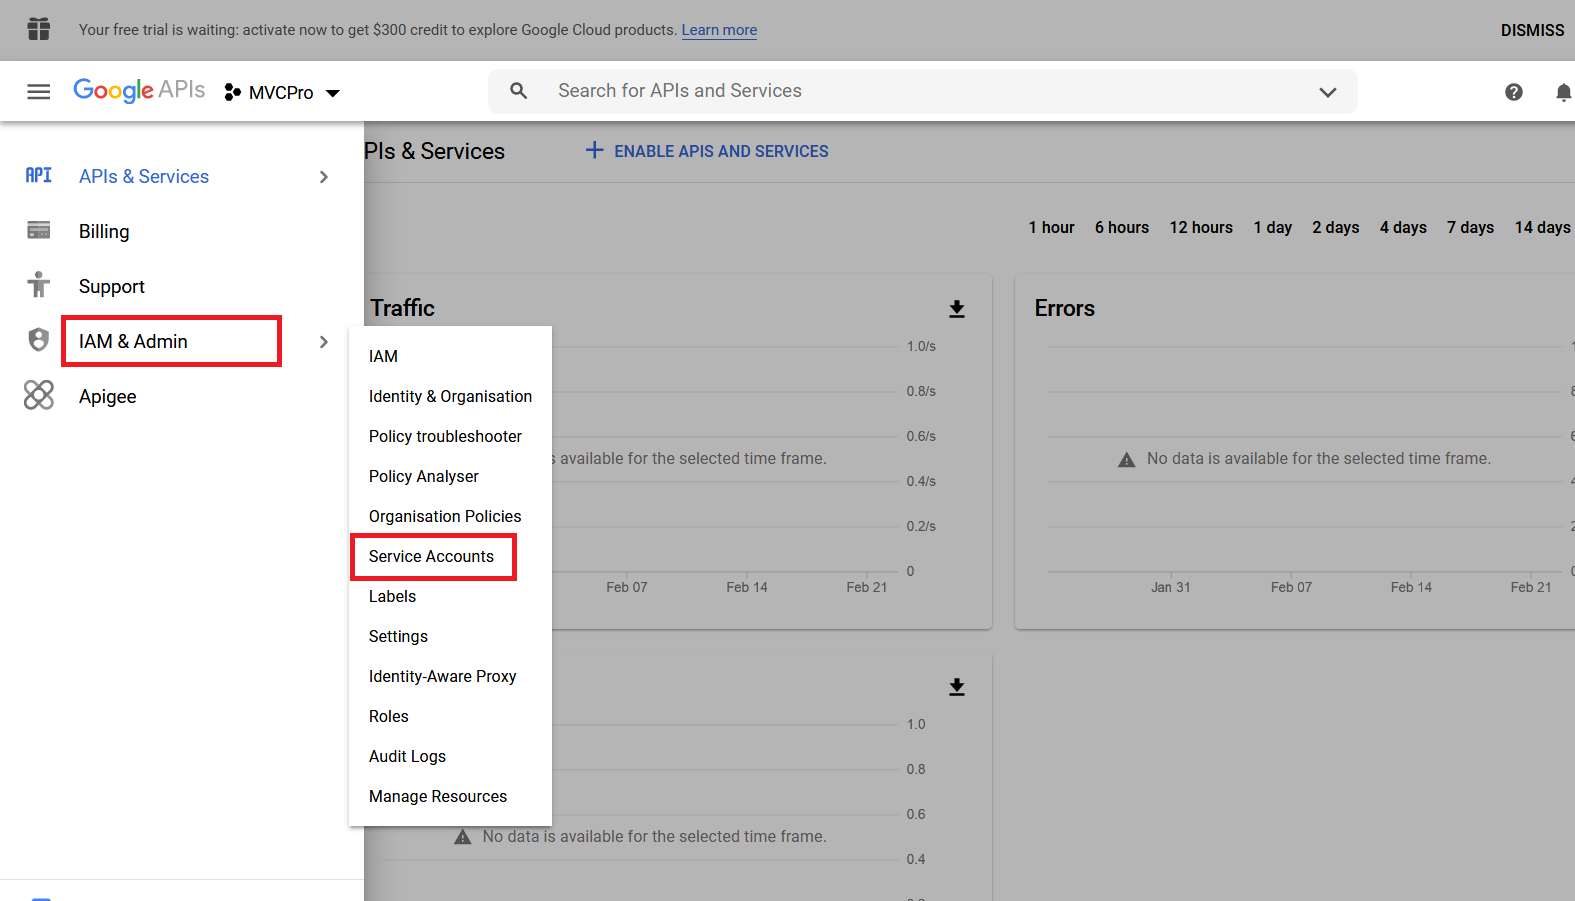 Your free trial is waiting: activate now to get $300 credit to explore Google Cloud products. Learn more
DISMISS
Google APIs
MVCPro
Search for APIs and Services
API
APIs & Services
Billing
Support
IAM & Admin
Apigee
PIs & Services
ENABLE APIS AND SERVICES
1 hour 6 hours 12 hours 1 day 2 days 4 days 7 days 14 days
IAM
Identity & Organisation
Policy troubleshooter
Policy Analyser
Organisation Policies
Service Accounts
Labels
Settings
Identity-Aware Proxy
Roles
Audit Logs
Manage Resources
Traffic
1.0/s
0.8/s
0.6/s
s available for the selected time frame.
0.4/s
0.2/s
0
Feb 07 Feb 14 Feb 21
Errors
No data is available for the selected time frame.
Jan 31 Feb 07 Feb 14 Feb 21
1.0
0.8
0.6
No data is available for the selected time frame.
0.4